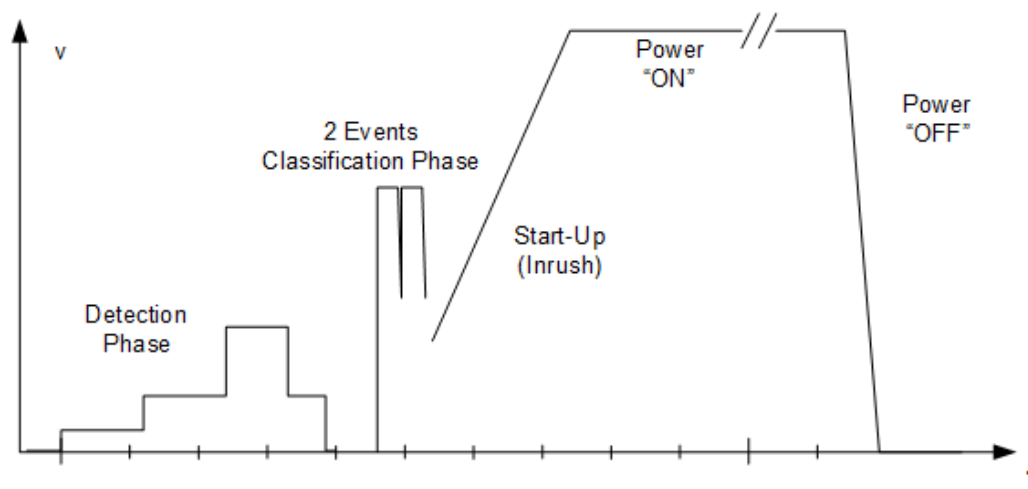 v
Power
“ON”
Power
“OFF”
2 Events
Classification Phase
Start-Up
(Inrush)
Detection
Phase